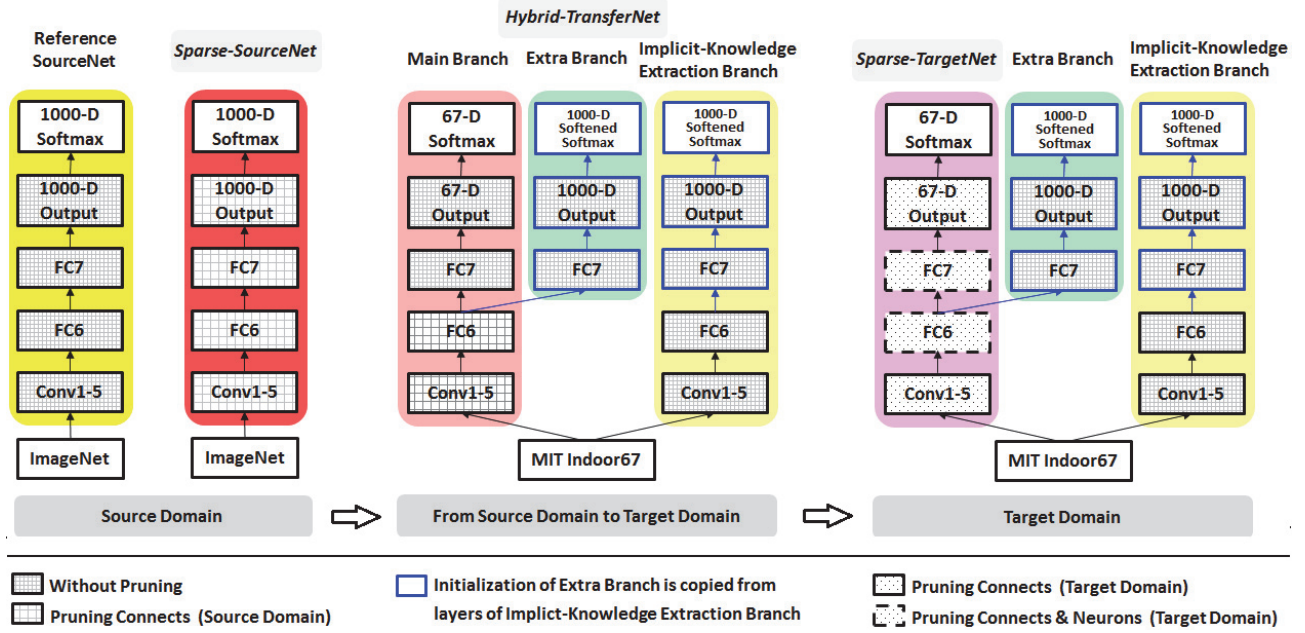 Reference
SourceNet
1000-D
Softmax
1000-D
Output
FC7
FC6
Conv1-5
ImageNet
Sparse-SourceNet
1000-D
Softmax
1000-D
Output
FC7
FC6
Conv1-5
ImageNet
Source Domain
Hybrid-TransferNet
Main Branch
67-D
Softmax
67-D
Output
FC7
FC6
Conv1-5
Extra Branch
1000-D
Softened
Softmax
1000-D
Output
FC7
Implicit-Knowledge
Extraction Branch
1000-D
Softened
Softmax
1000-D
Output
FC7
FC6
Conv1-5
MIT Indoor67
From Source Domain to Target Domain
Sparse-TargetNet
67-D
Softmax
67-D
Output
FC7
FC6
Conv1-5
Extra Branch
1000-D
Softened
Softmax
1000-D
Output
FC7
Implicit-Knowledge
Extraction Branch
1000-D
Softened
Softmax
1000-D
Output
FC7
FC6
Conv1-5
MIT Indoor67
Target Domain
Without Pruning
Pruning Connects (Source Domain)
Initialization of Extra Branch is copied from
layers of Implict-Knowledge Extraction Branch
Pruning Connects (Target Domain)
Pruning Connects & Neurons (Target Domain)